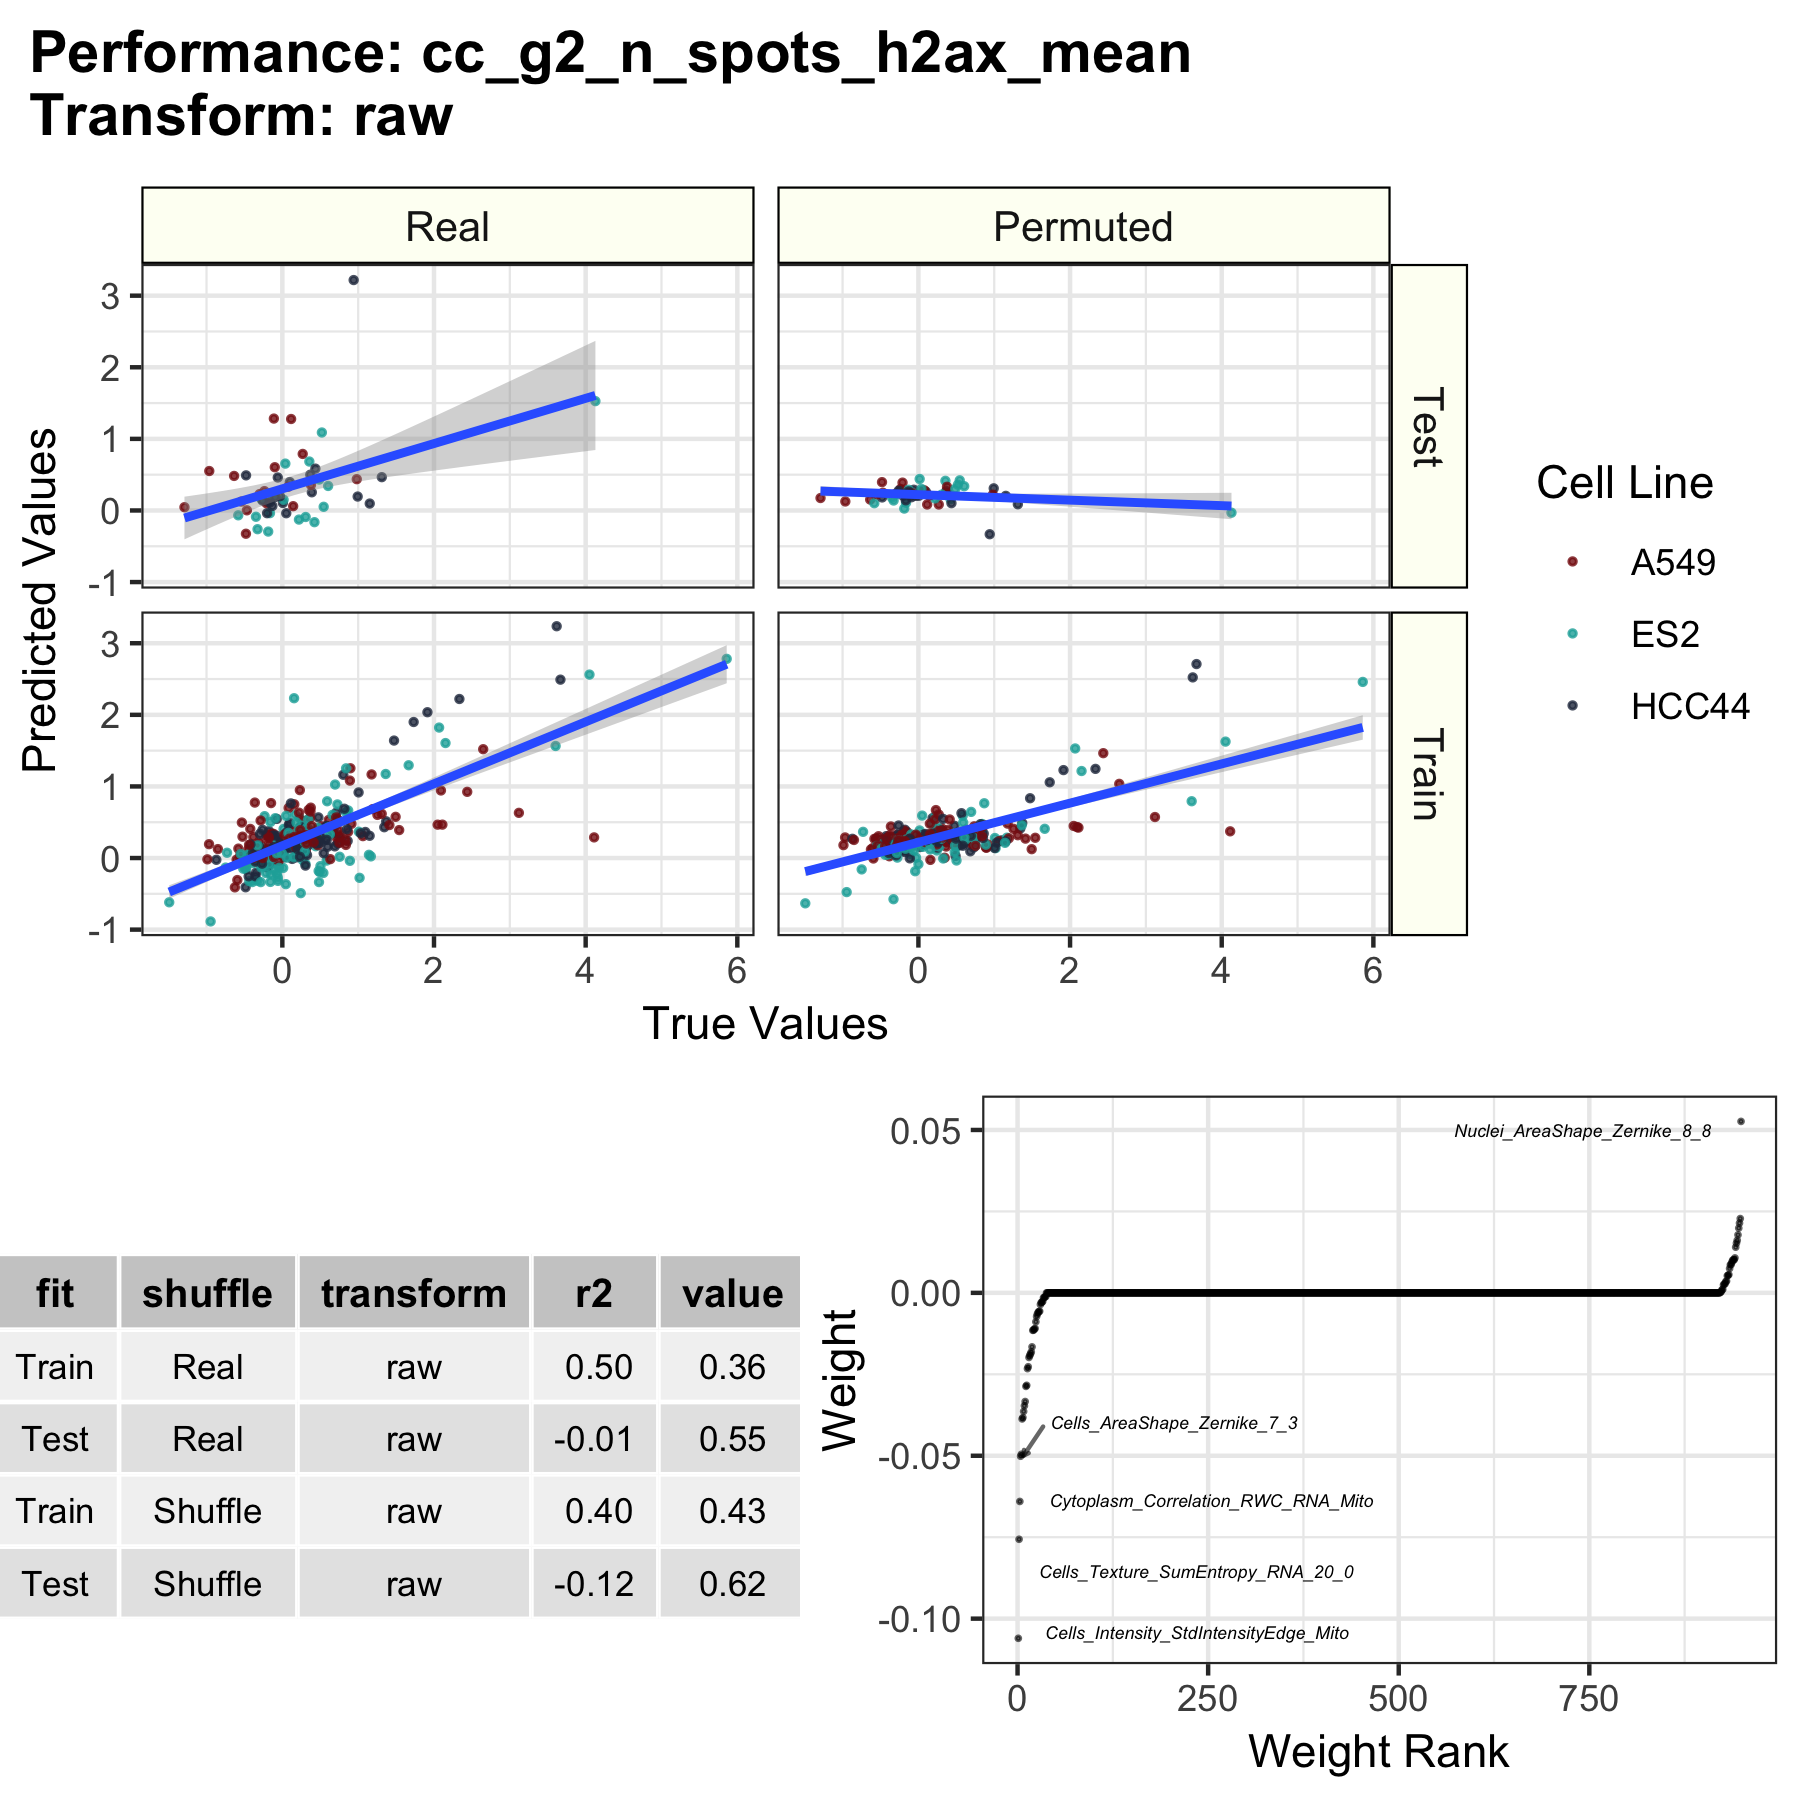 Performance: cc_g2_n_spots_h2ax_mean
Transform: raw
Real
Permuted
3
2
1
0
-1
Test
3
2
1
0
-1
Train
Predicted Values
0
2
4
6
0
2
4
6
True Values
Cell Line
A549
ES2
HCC44
fit shuffle transform r2 value
Train Real raw 0.50 0.36
Test Real raw -0.01 0.55
Train Shuffle raw 0.40 0.43
Test Shuffle raw -0.12 0.62
Weight
0.05
0.00
-0.05
-0.10
Nuclei_AreaShape_Zernike_8_8
Cells_AreaShape_Zernike_7_3
Cytoplasm_Correlation_RWC_RNA_Mito
Cells_Texture_SumEntropy_RNA_20_0
Cells_Intensity_StdIntensityEdge_Mito
0
250
500
750
Weight Rank